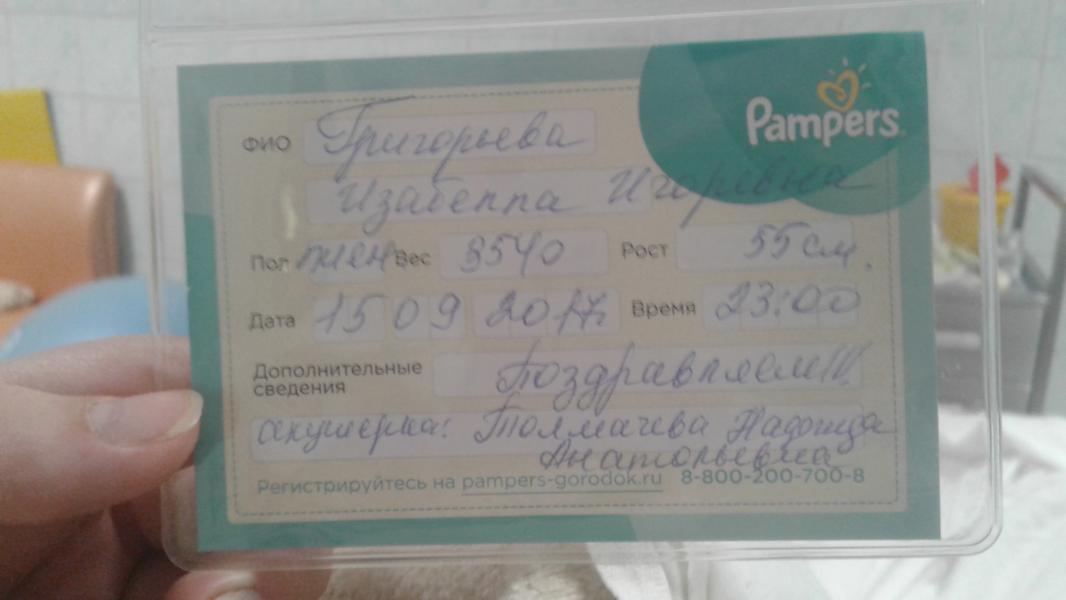 Pampers
ФИО Григорьева
Изабелла Игоревна
Пол жен Вес 3540 Рост 55 см.
Дата 15 09 2017г. Время 23:00
Дополнительные сведения Поздравляем!!!
акушерка: Толмачева Надежда
Анатольевна
Регистрируйтесь на pampers-gorodok.ru 8-800-200-700-8